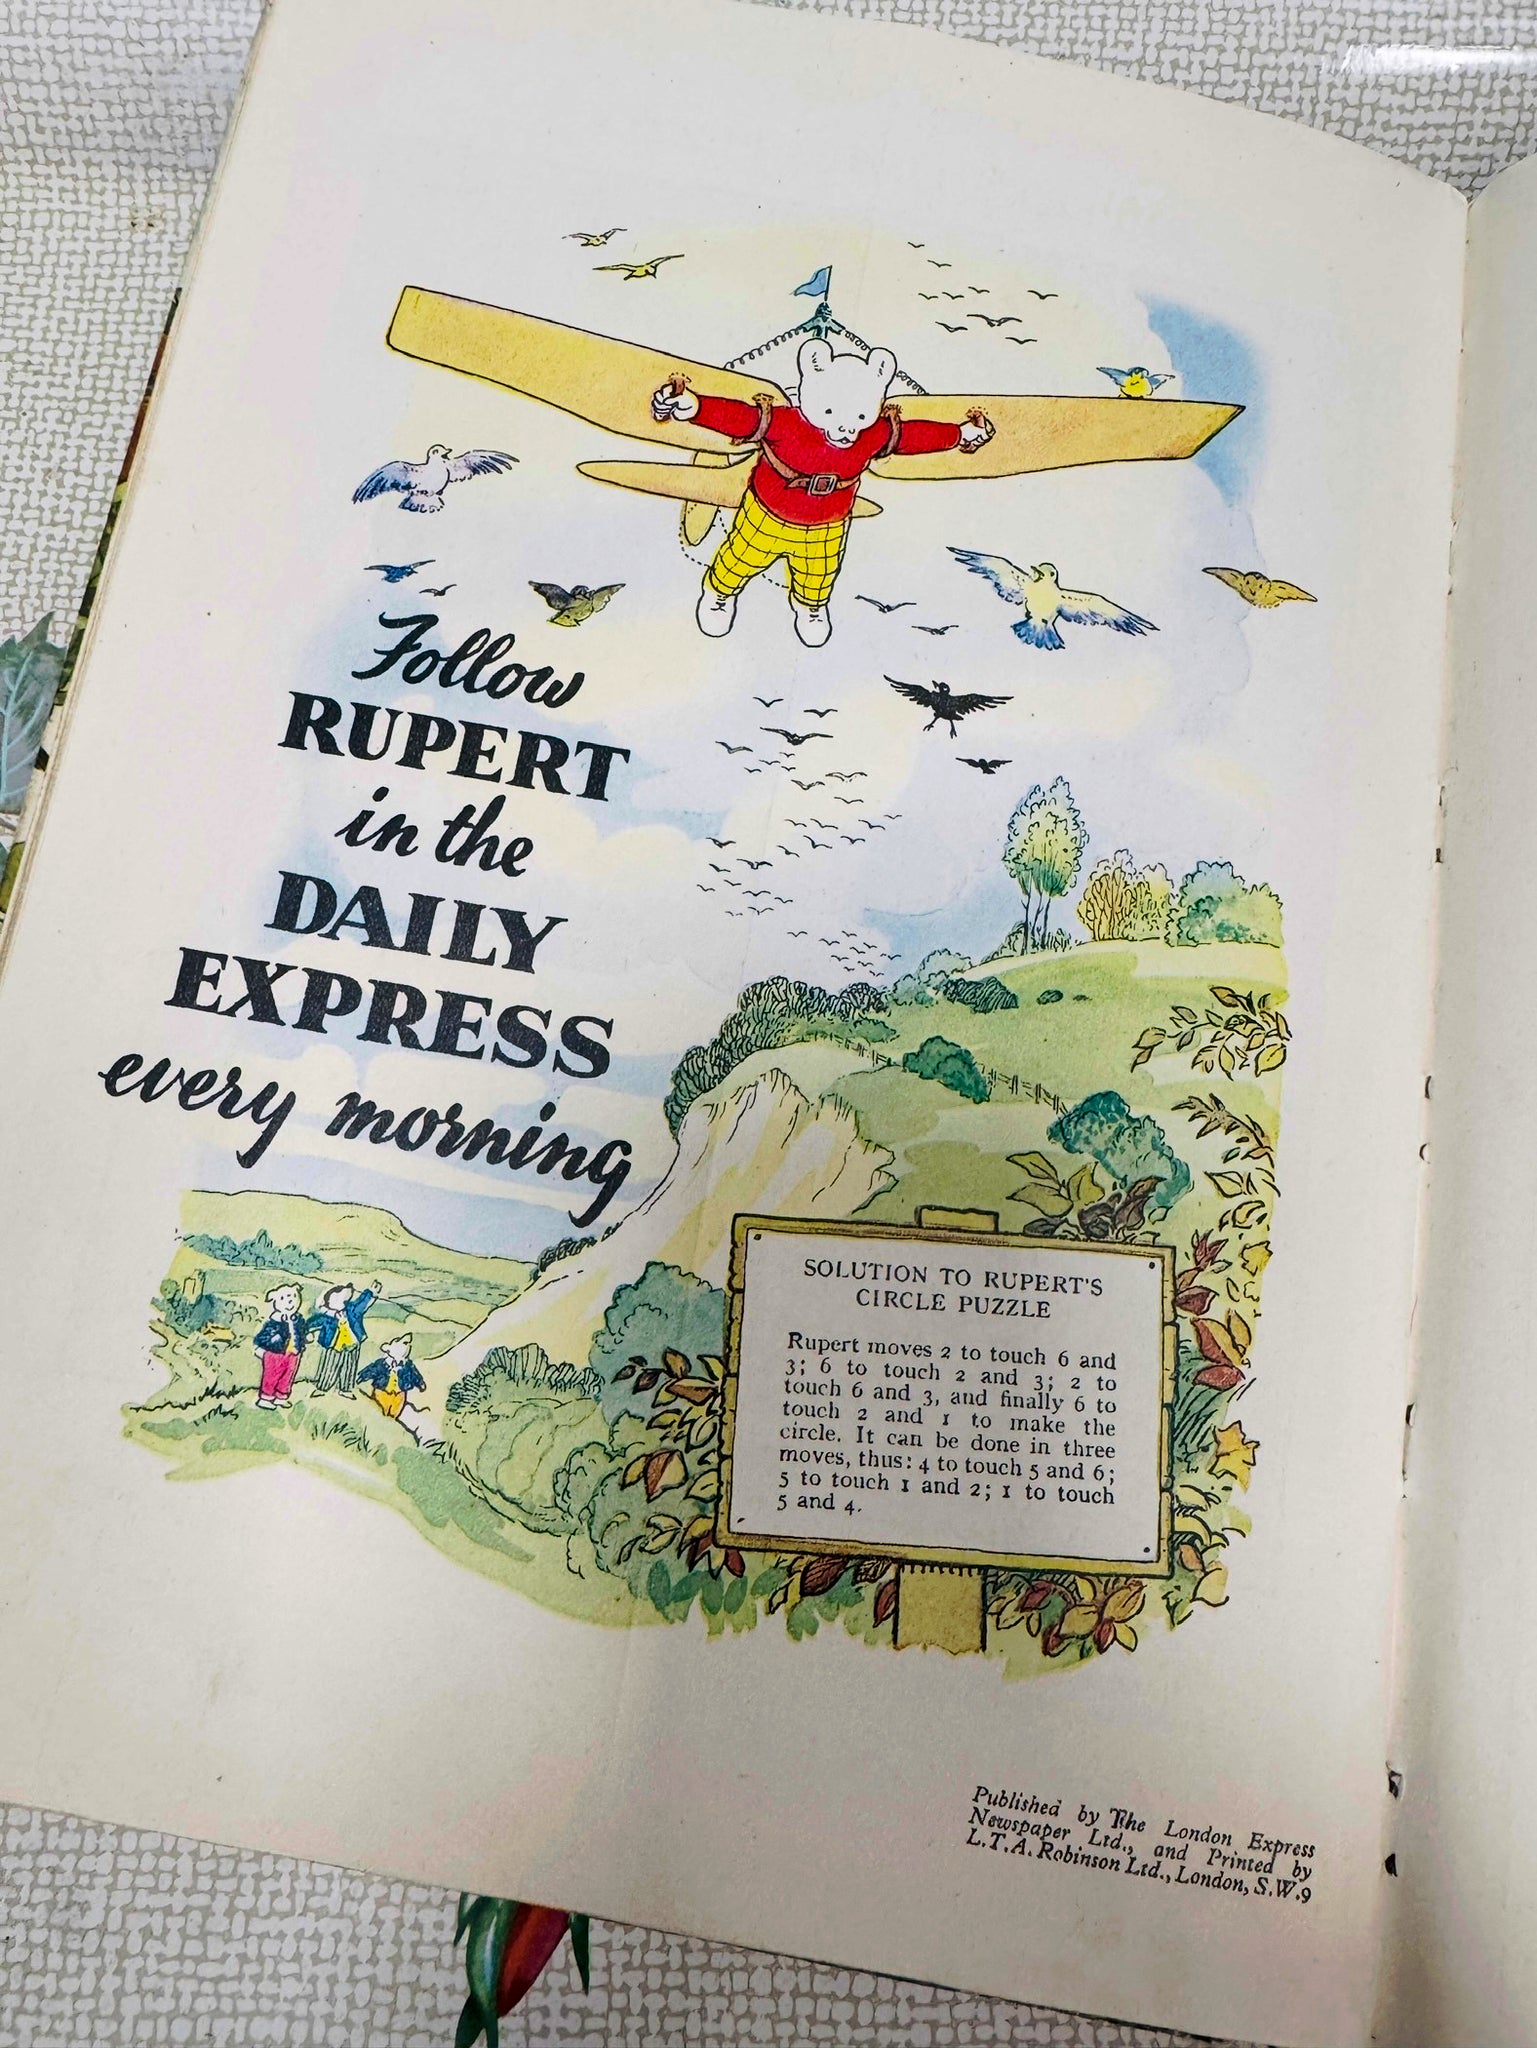 Follow
RUPERT
in the
DAILY
EXPRESS
every morning
SOLUTION TO RUPERT'S
CIRCLE PUZZLE
Rupert moves 2 to touch 6 and
3; 6 to touch 2 and 3; 2 to
touch 6 and 3, and finally 6 to
touch 2 and 1 to make the
circle. It can be done in three
moves, thus: 4 to touch 5 and 6;
5 to touch 1 and 2; 1 to touch
5 and 4.
Published by The London Express
Newspaper Ltd., and Printed by
L.T.A. Robinson Ltd., London, S.W.9